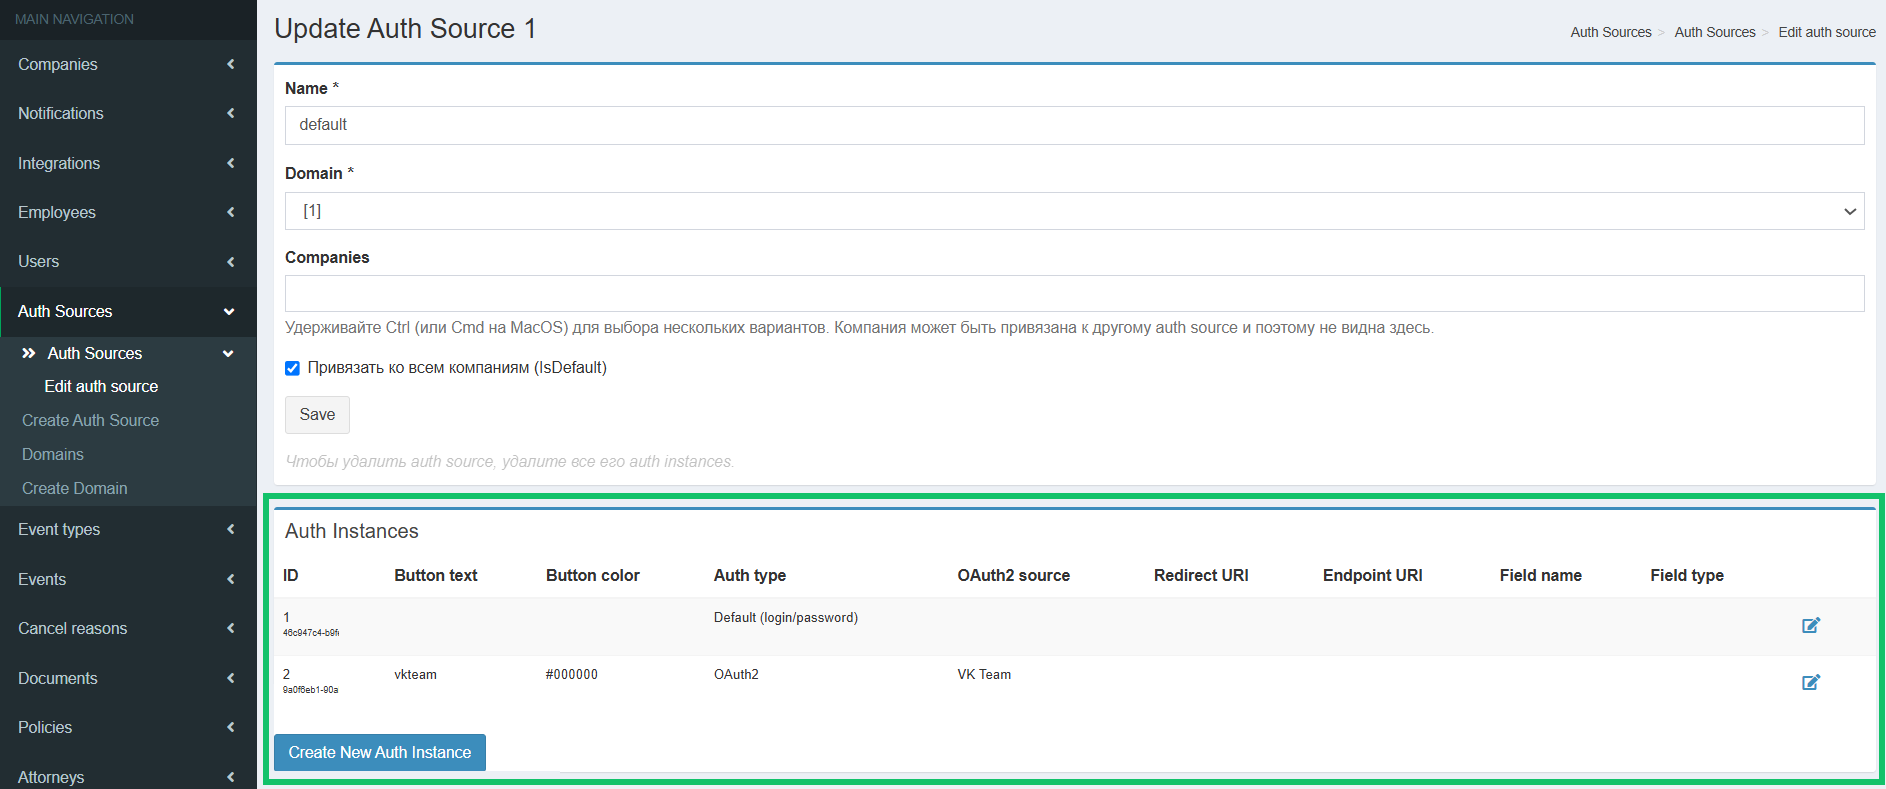 MAIN NAVIGATION
Companies
Notifications
Integrations
Employees
Users
Auth Sources
Auth Sources
Edit auth source
Create Auth Source
Domains
Create Domain
Event types
Events
Cancel reasons
Documents
Policies
Attorneys
Update Auth Source 1
Auth Sources > Auth Sources > Edit auth source
Name *
default
Domain *
[1]
Companies
Удерживайте Ctrl (или Cmd на MacOS) для выбора нескольких вариантов. Компания может быть привязана к другому auth source и поэтому не видна здесь.
Привязать ко всем компаниям (IsDefault)
Save
Чтобы удалить auth source, удалите все его auth instances.
Auth Instances
ID Button text Button color Auth type OAuth2 source Redirect URI Endpoint URI Field name Field type
1 Default (login/password)
46c947c4-b9f
2 vkteam #000000 OAuth2 VK Team
9a0f6eb1-90a
Create New Auth Instance